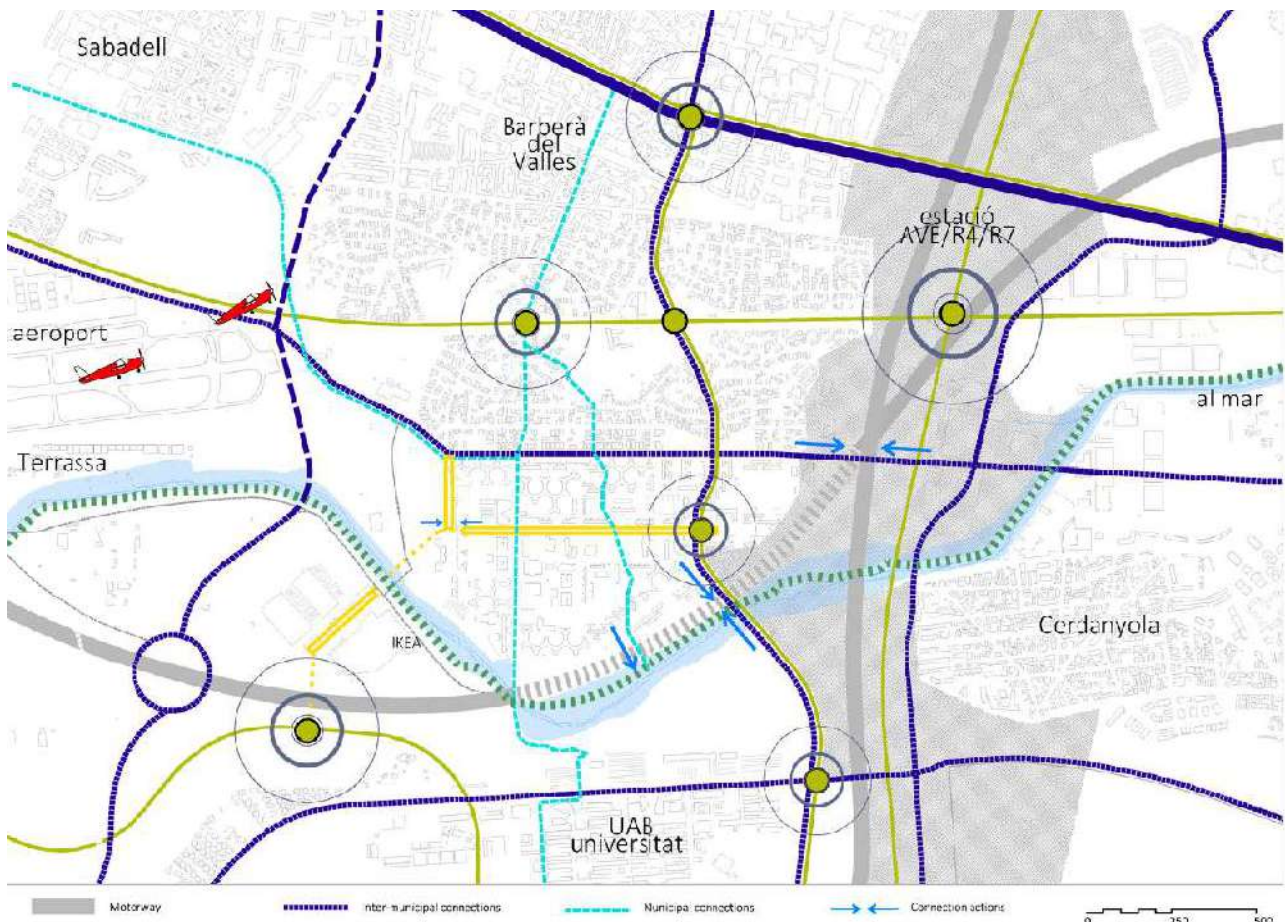 Sabadell
Barberà
del
Valles
estació
AVE/R4/R7
aeroport
al mar
Terrassa
IKEA
Cerdanyola
UAB
universitat
Motorway
Inter-municipal connections
Municipal connections
Connection actions
0 250 500